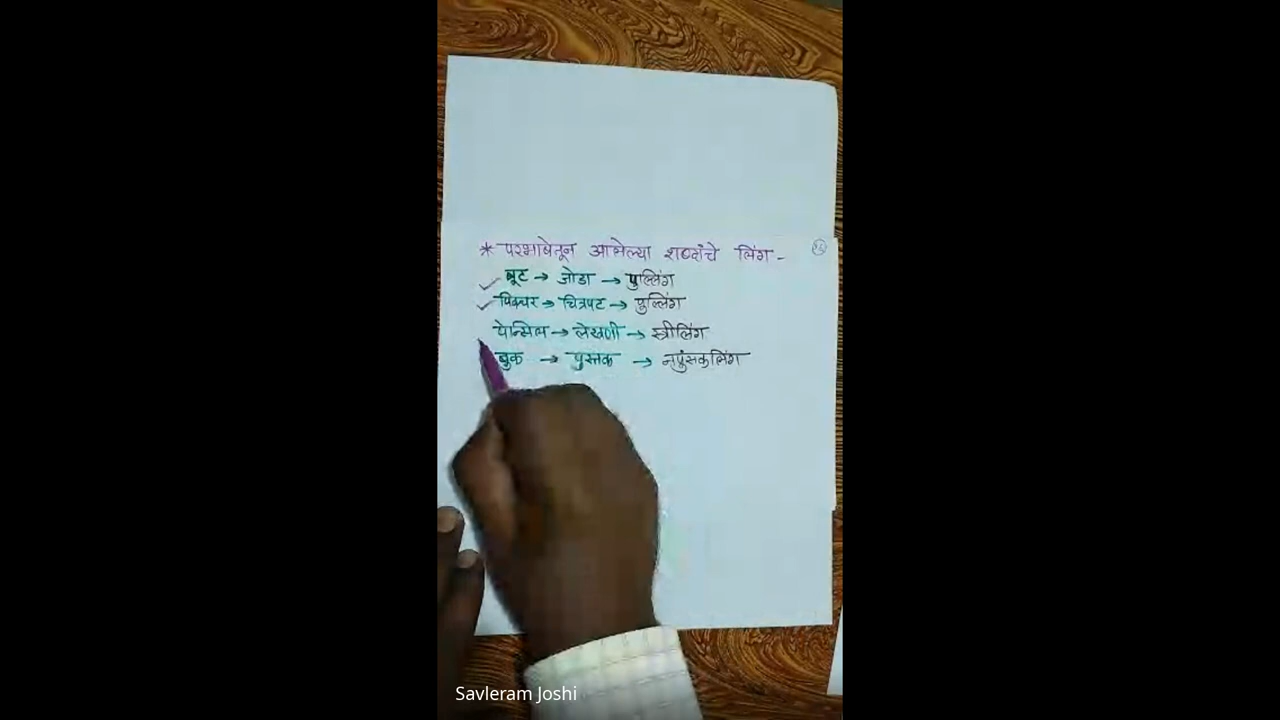 * परभाषेतून आलेल्या शब्दांचे लिंग -
बूट → जोडा → पुल्लिंग
पिक्चर → चित्रपट → पुल्लिंग
पेन्सिल → लेखणी → स्त्रीलिंग
बुक → पुस्तक → नपुंसकलिंग
Savleram Joshi